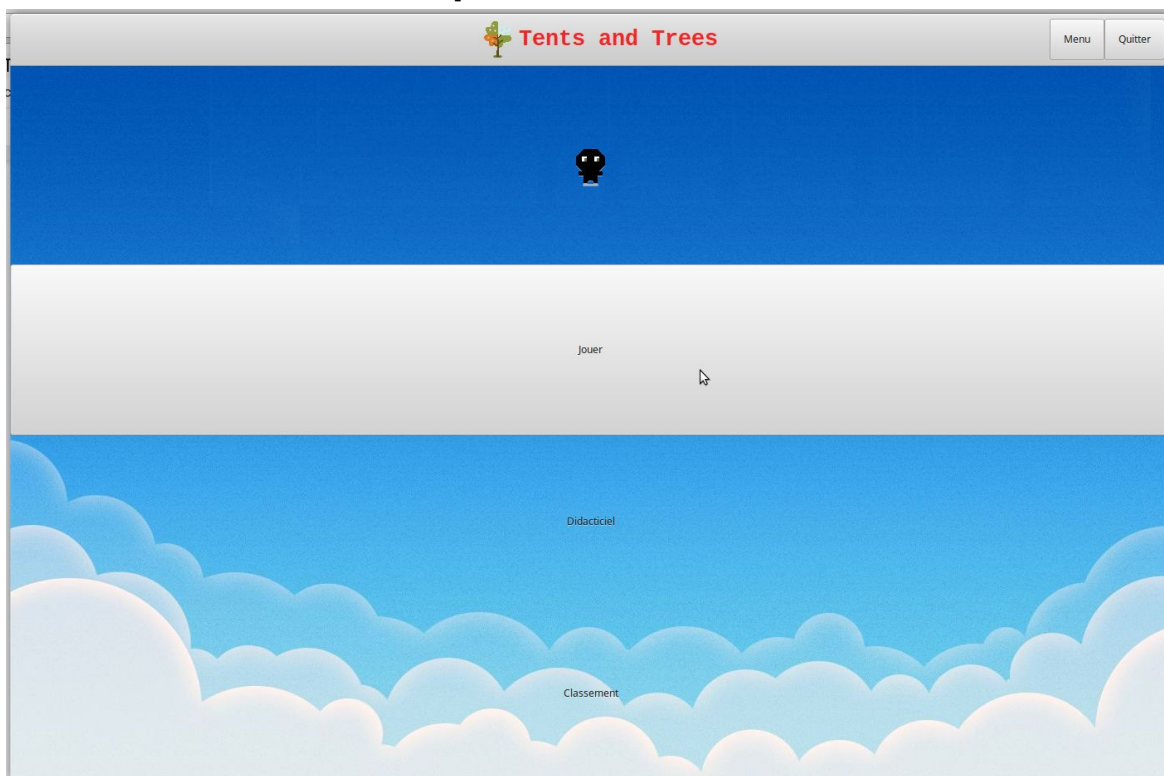 Tents and Trees
Menu
Quitter
Jouer
Didacticiel
Classement